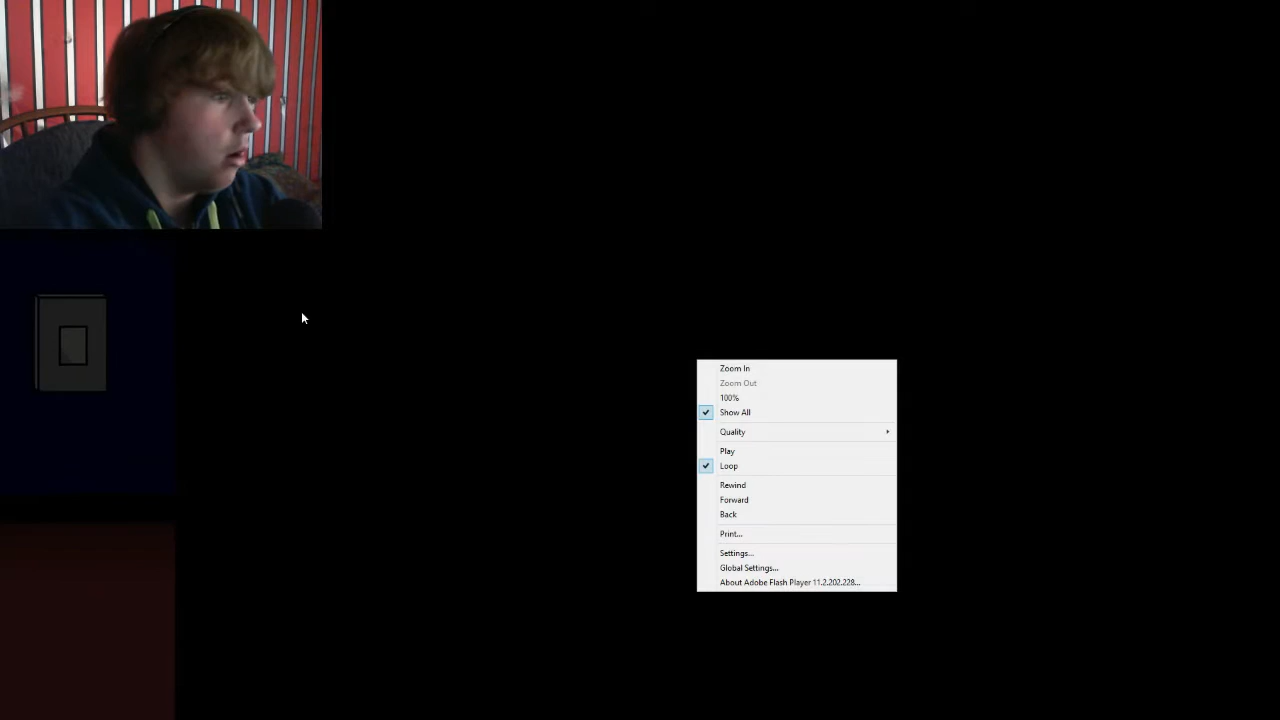 Zoom In
Zoom Out
100%
Show All
Quality
Play
Loop
Rewind
Forward
Back
Print...
Settings...
Global Settings...
About Adobe Flash Player 11.2.202.228...